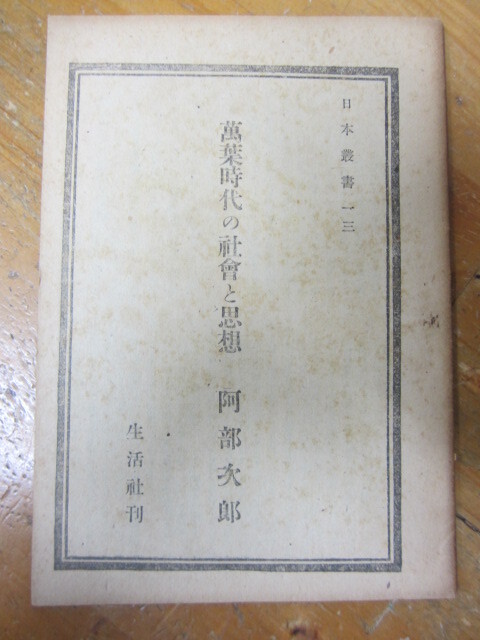 日本叢書一三
萬葉時代の社會と思想 阿部次郎
生活社刊